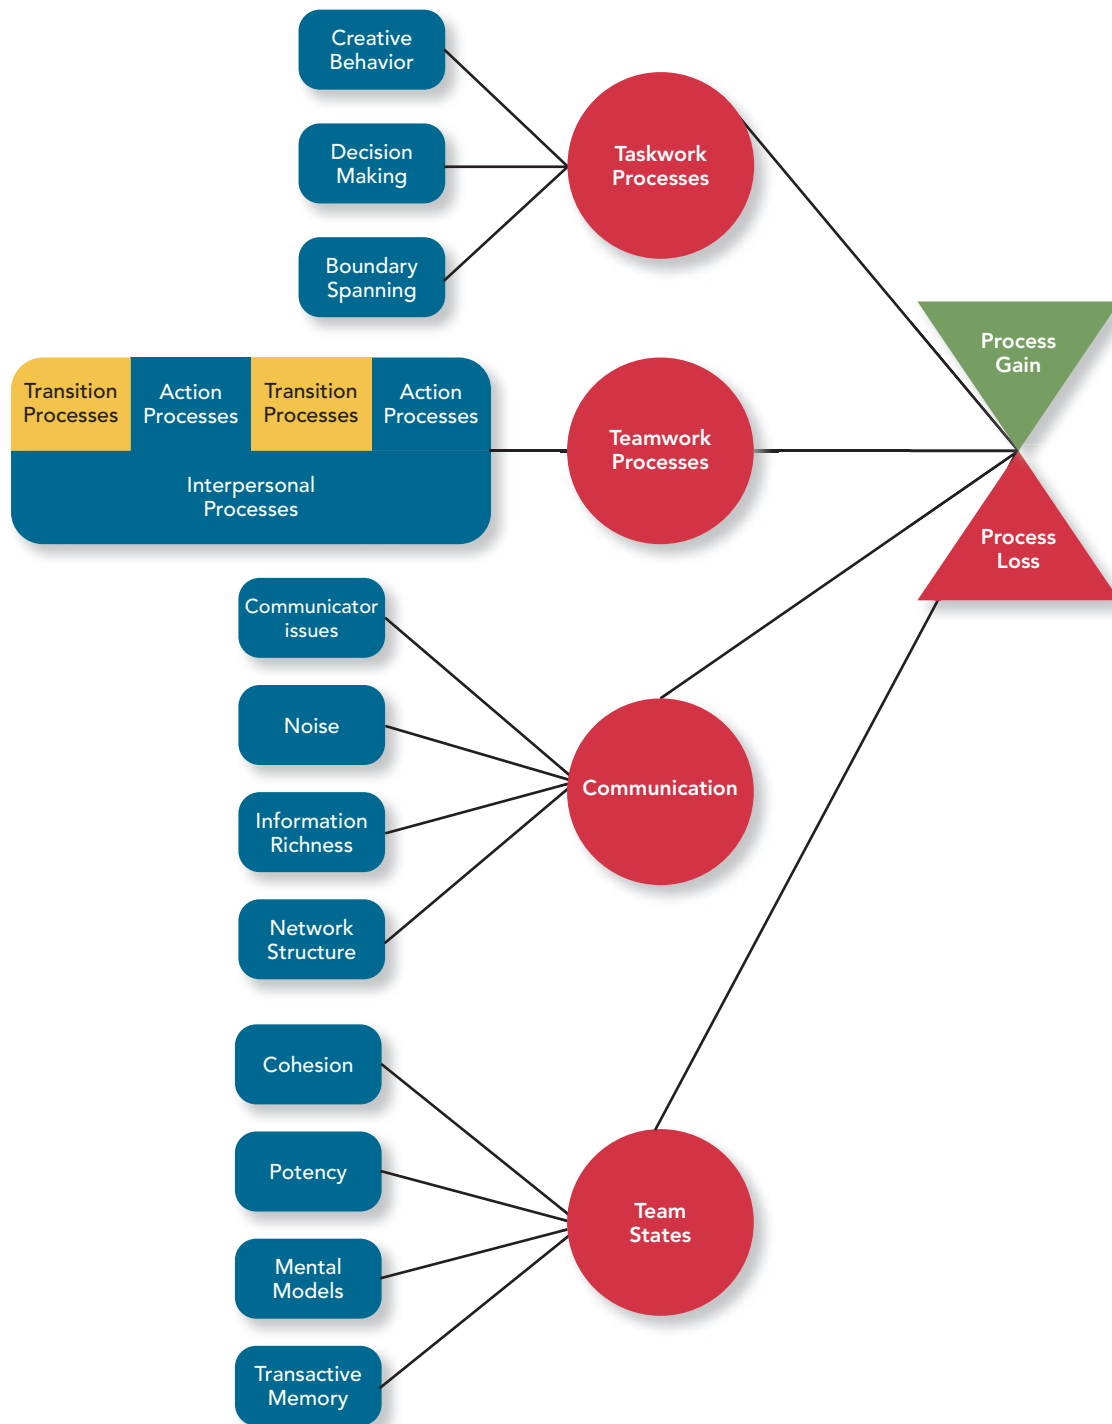 Creative
Behavior
Decision
Making
Boundary
Spanning
Taskwork
Processes
Transition
Processes
Action
Processes
Transition
Processes
Action
Processes
Interpersonal
Processes
Teamwork
Processes
Process
Gain
Process
Loss
Communicator
issues
Noise
Information
Richness
Network
Structure
Communication
Cohesion
Potency
Mental
Models
Transactive
Memory
Team
States